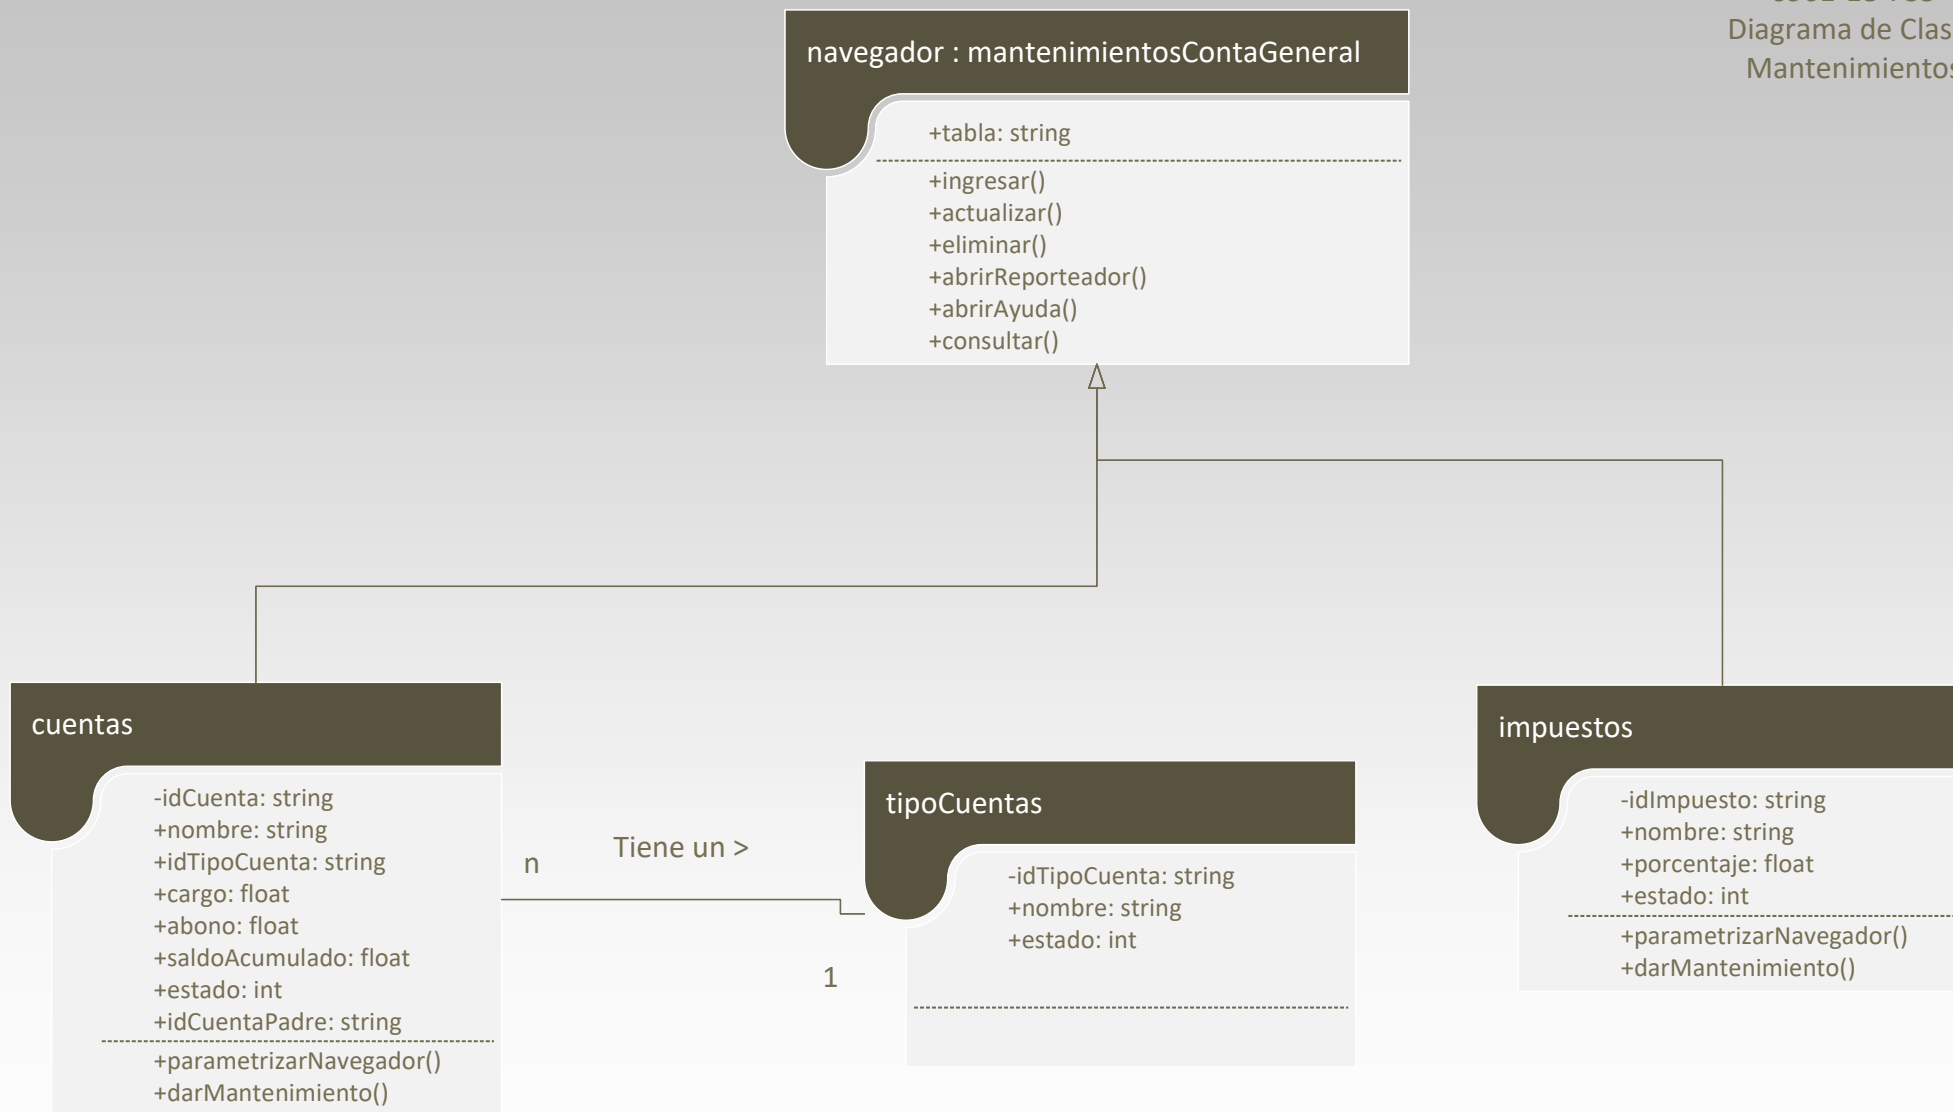 Diagrama de Clas
Mantenimientos
navegador : mantenimientosContaGeneral
+tabla: string
+ingresar()
+actualizar()
+eliminar()
+abrirReporteador()
+abrirAyuda()
+consultar()
cuentas
-idCuenta: string
+nombre: string
+idTipoCuenta: string
+cargo: float
+abono: float
+saldoAcumulado: float
+estado: int
+idCuentaPadre: string
+parametrizarNavegador()
+darMantenimiento()
n
Tiene un >
1
tipoCuentas
-idTipoCuenta: string
+nombre: string
+estado: int
impuestos
-idImpuesto: string
+nombre: string
+porcentaje: float
+estado: int
+parametrizarNavegador()
+darMantenimiento()